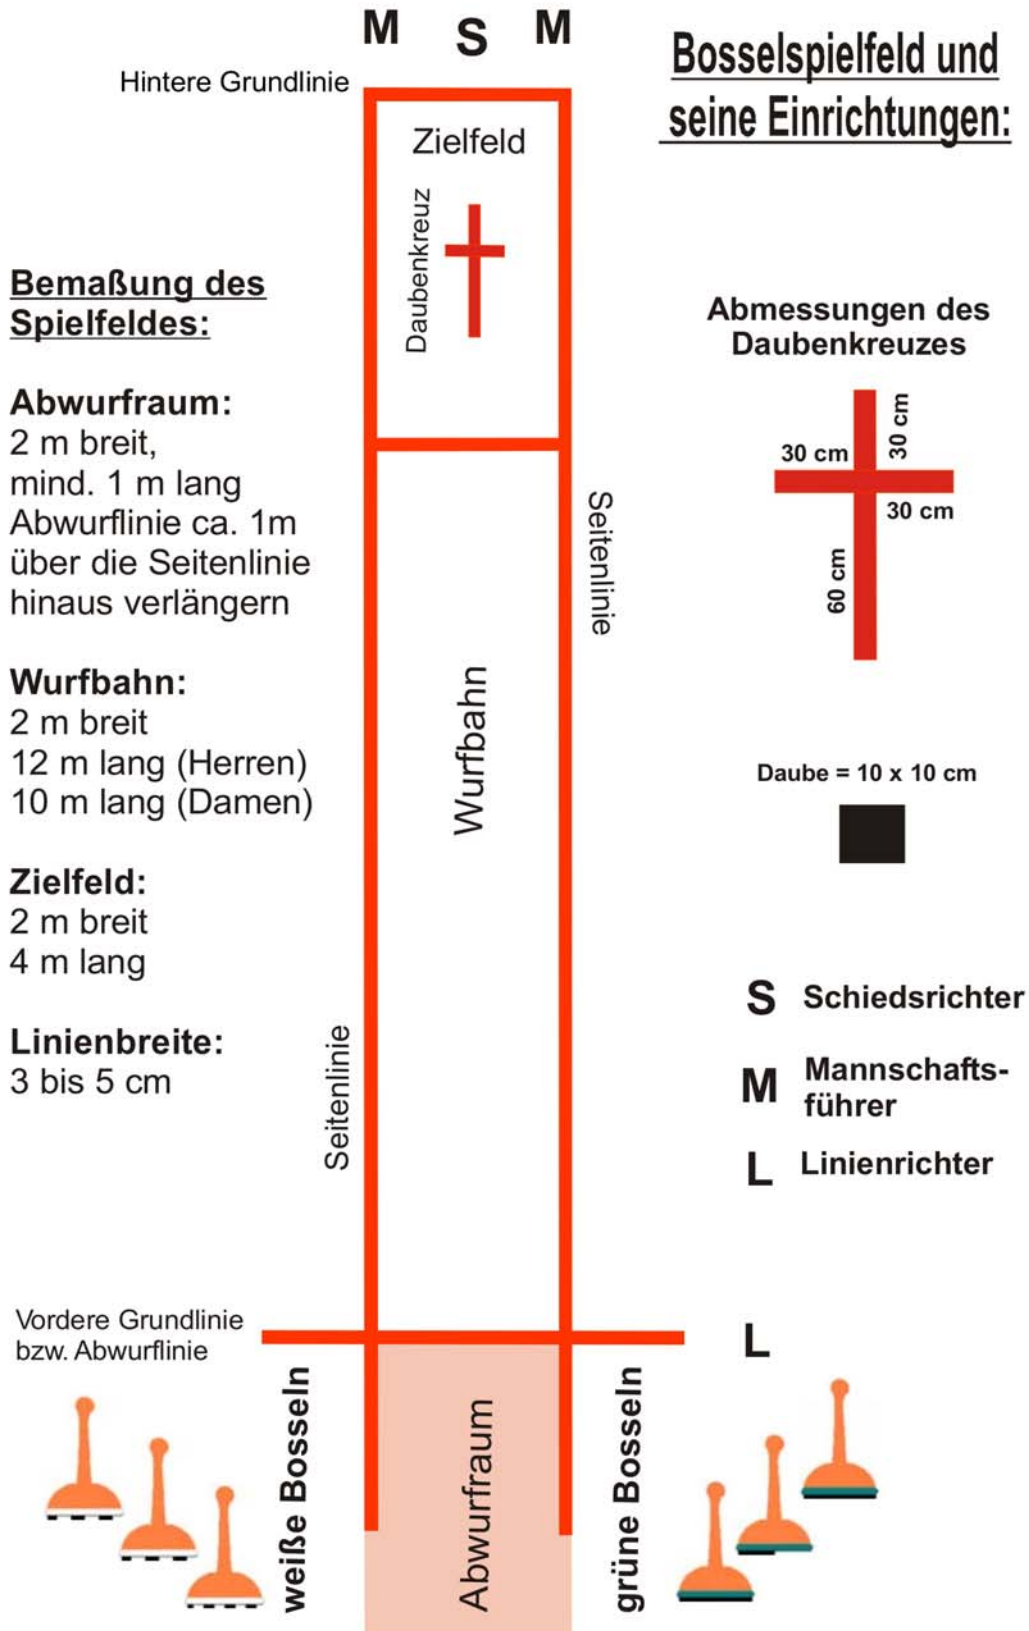 M S M
Bosselspielfeld und
seine Einrichtungen:
Hintere Grundlinie
Zielfeld
Daubenkreuz
Bemaßung des
Spielfeldes:
Abwurfraum:
2 m breit,
mind. 1 m lang
Abwurflinie ca. 1m
über die Seitenlinie
hinaus verlängern
Wurfbahn:
2 m breit
12 m lang (Herren)
10 m lang (Damen)
Zielfeld:
2 m breit
4 m lang
Linienbreite:
3 bis 5 cm
Seitenlinie
Wurfbahn
Seitenlinie
Abmessungen des
Daubenkreuzes
30 cm
30 cm
30 cm
60 cm
Daube = 10 x 10 cm
S Schiedsrichter
M Mannschafts-
führer
L Linienrichter
Vordere Grundlinie
bzw. Abwurflinie
L
weiße Bosseln
Abwurfraum
grüne Bosseln